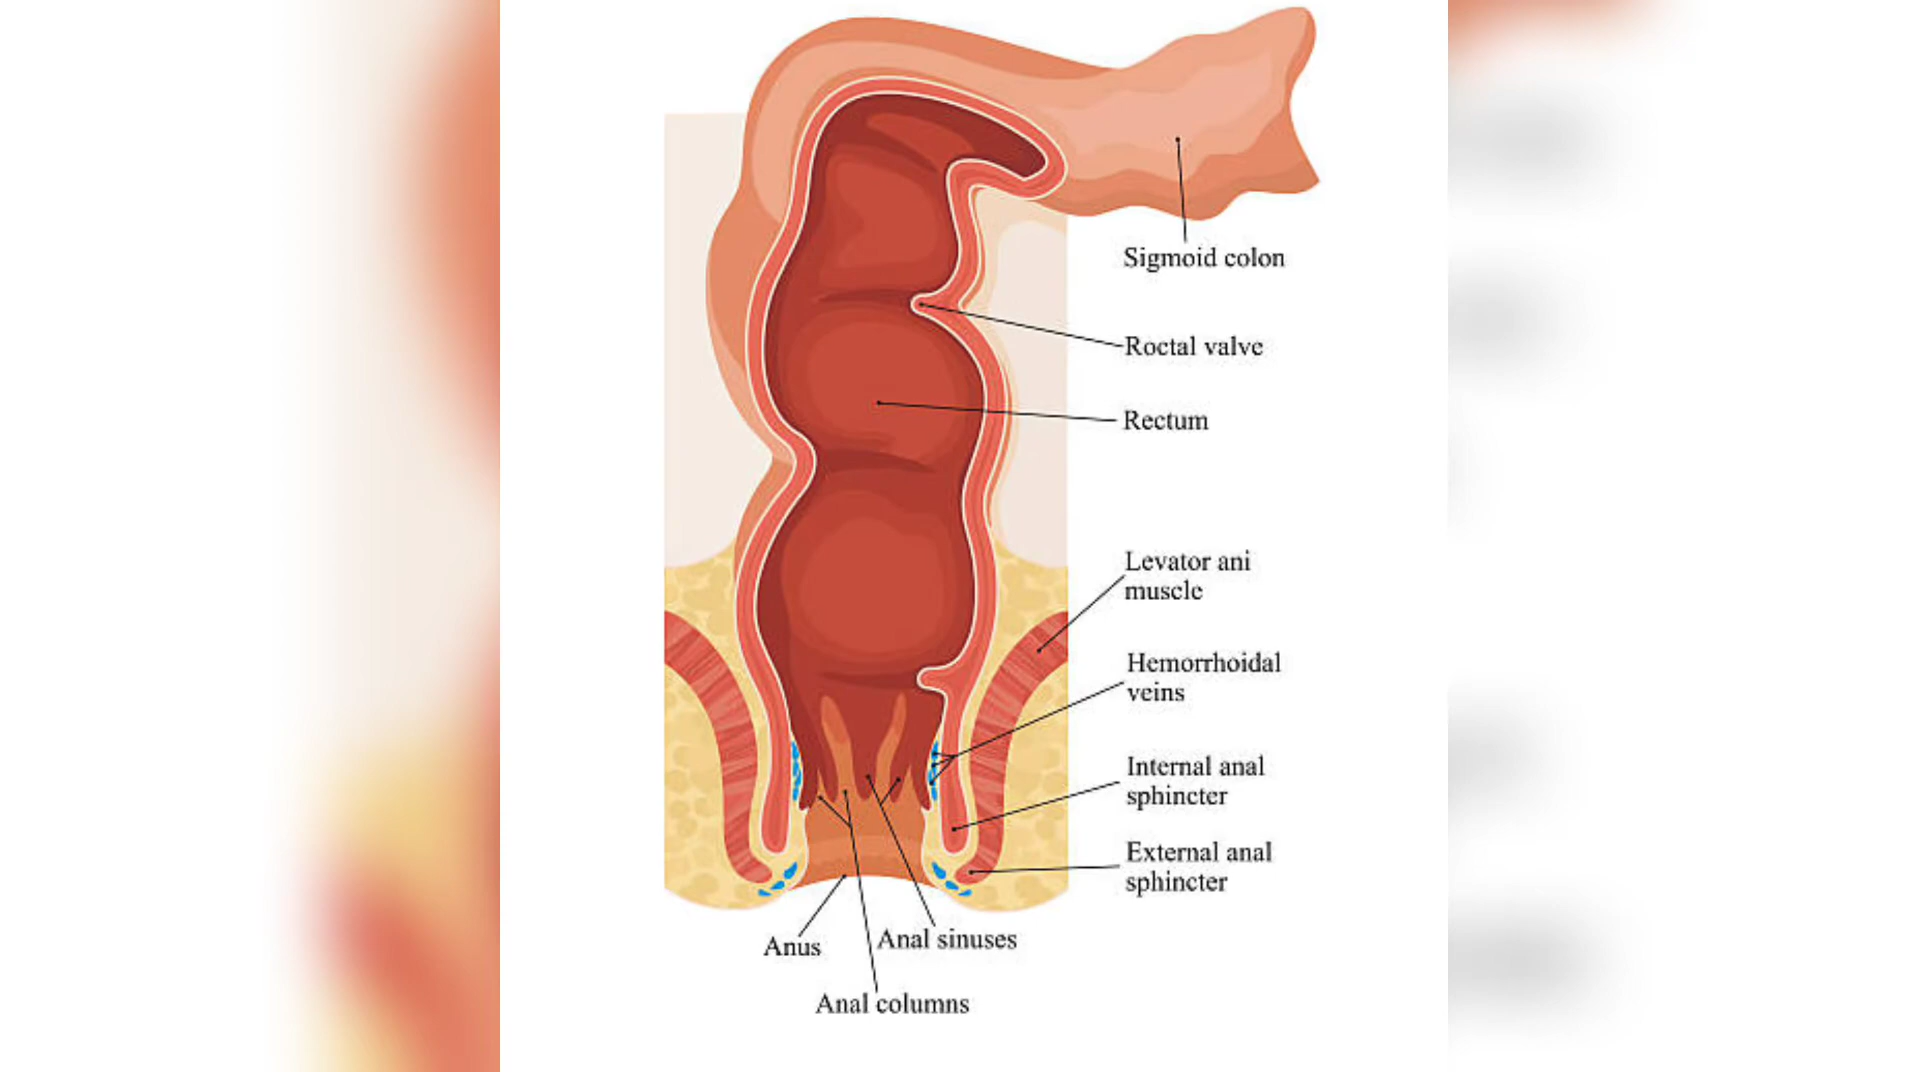 Sigmoid colon
Roctal valve
Rectum
Levator ani
muscle
Hemorrhoidal
veins
Internal anal
sphincter
External anal
sphincter
Anus
Anal sinuses
Anal columns